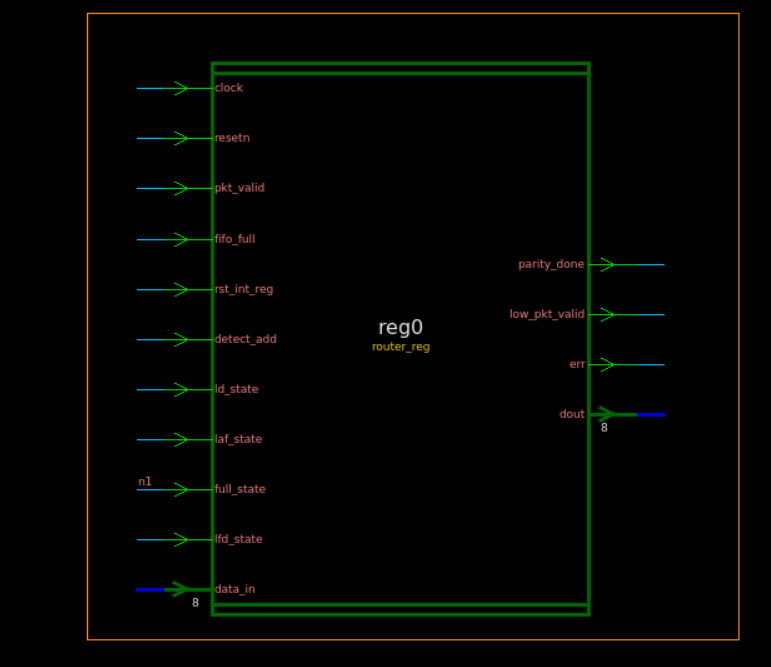 clock
resetn
pkt_valid
fifo_full
rst_int_reg
detect_add
ld_state
laf_state
n1
full_state
lfd_state
data_in
8
reg0
router_reg
parity_done
low_pkt_valid
err
dout
8